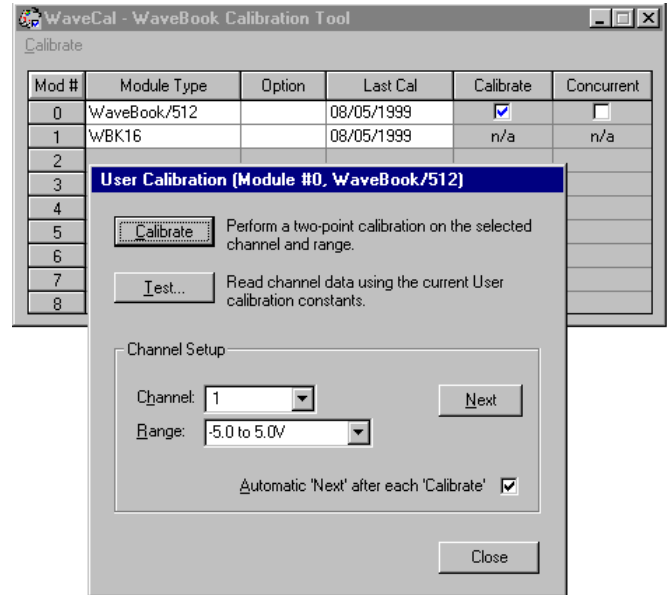 WaveCal - WaveBook Calibration Tool
Calibrate
Mod # Module Type Option Last Cal Calibrate Concurrent
0 WaveBook/512 08/05/1999
1 WBK16 08/05/1999 n/a n/a
2
3
4
5
6
7
8
User Calibration (Module #0, WaveBook/512)
Calibrate Perform a two-point calibration on the selected
channel and range.
Test... Read channel data using the current User
calibration constants.
Channel Setup
Channel: 1 Next
Range: -5.0 to 5.0V
Automatic 'Next' after each 'Calibrate'
Close